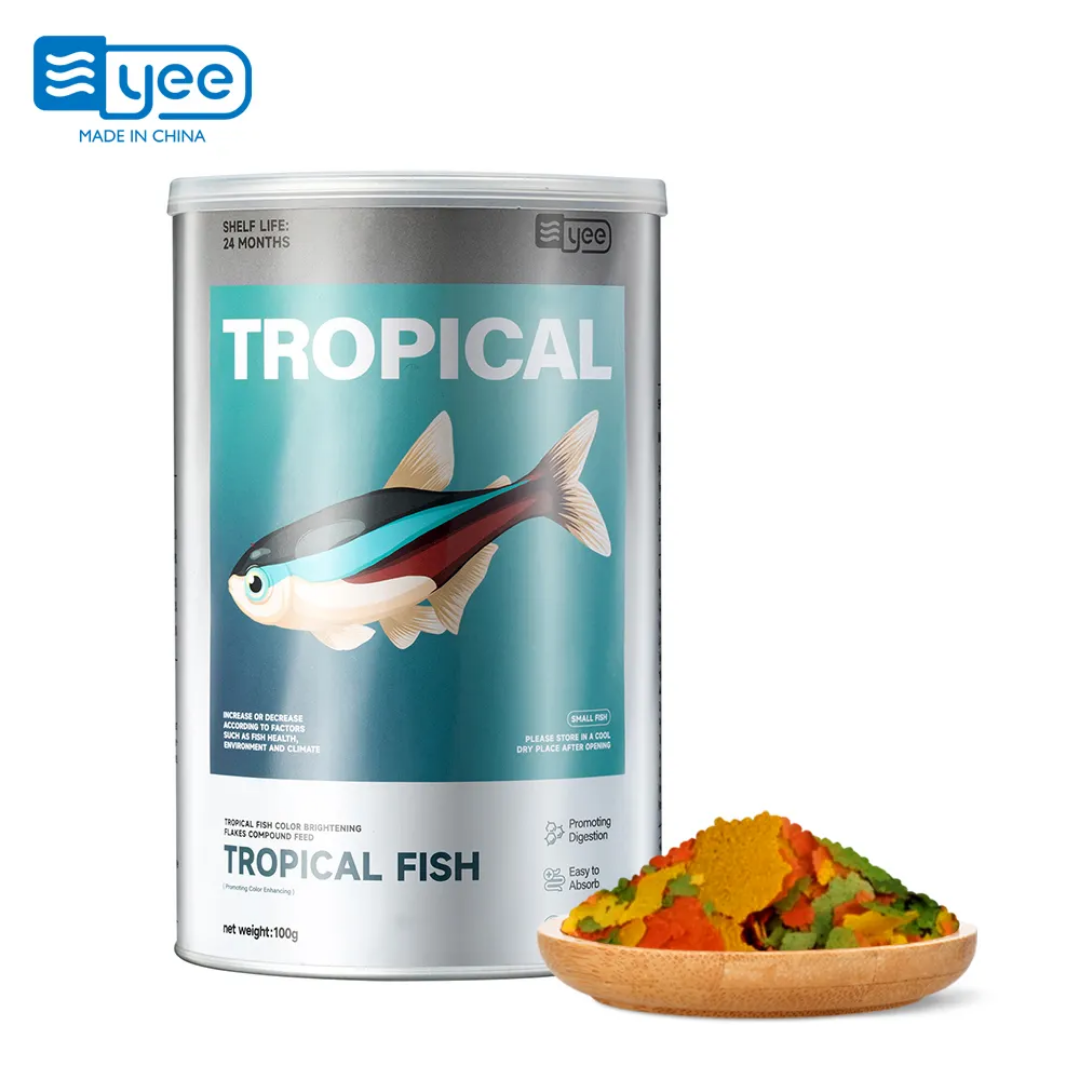 yee
MADE IN CHINA
SHELF LIFE:
24 MONTHS
yee
TROPICAL
INCREASE OR DECREASE
ACCORDING TO FACTORS
SUCH AS FISH HEALTH,
ENVIRONMENT AND CLIMATE
SMALL FISH
PLEASE STORE IN A COOL
DRY PLACE AFTER OPENING
TROPICAL FISH COLOR BRIGHTENING
FLAKES COMPOUND FEED
TROPICAL FISH
(Promoting Color Enhancing)
net weight:100g
Promoting
Digestion
Easy to
Absorb